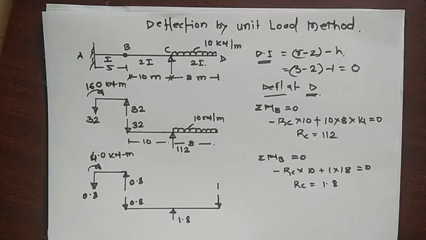 Deflection by unit Load method.
10 kN/m
A
B
C
D
I
2I
2I
5
10 m
8 m
D.I = (r-2)-h
=(3-2)-1=0
Defl at D
160 kN-m
32
32
32
10 kN/m
10
8
112
ΣMB = 0
- Rc×10 + 10×8×14 = 0
Rc = 112
4.0 kN-m
0.8
0.8
0.8
1
1.8
ΣMB = 0
- Rc×10 + 1×18 = 0
Rc = 1.8